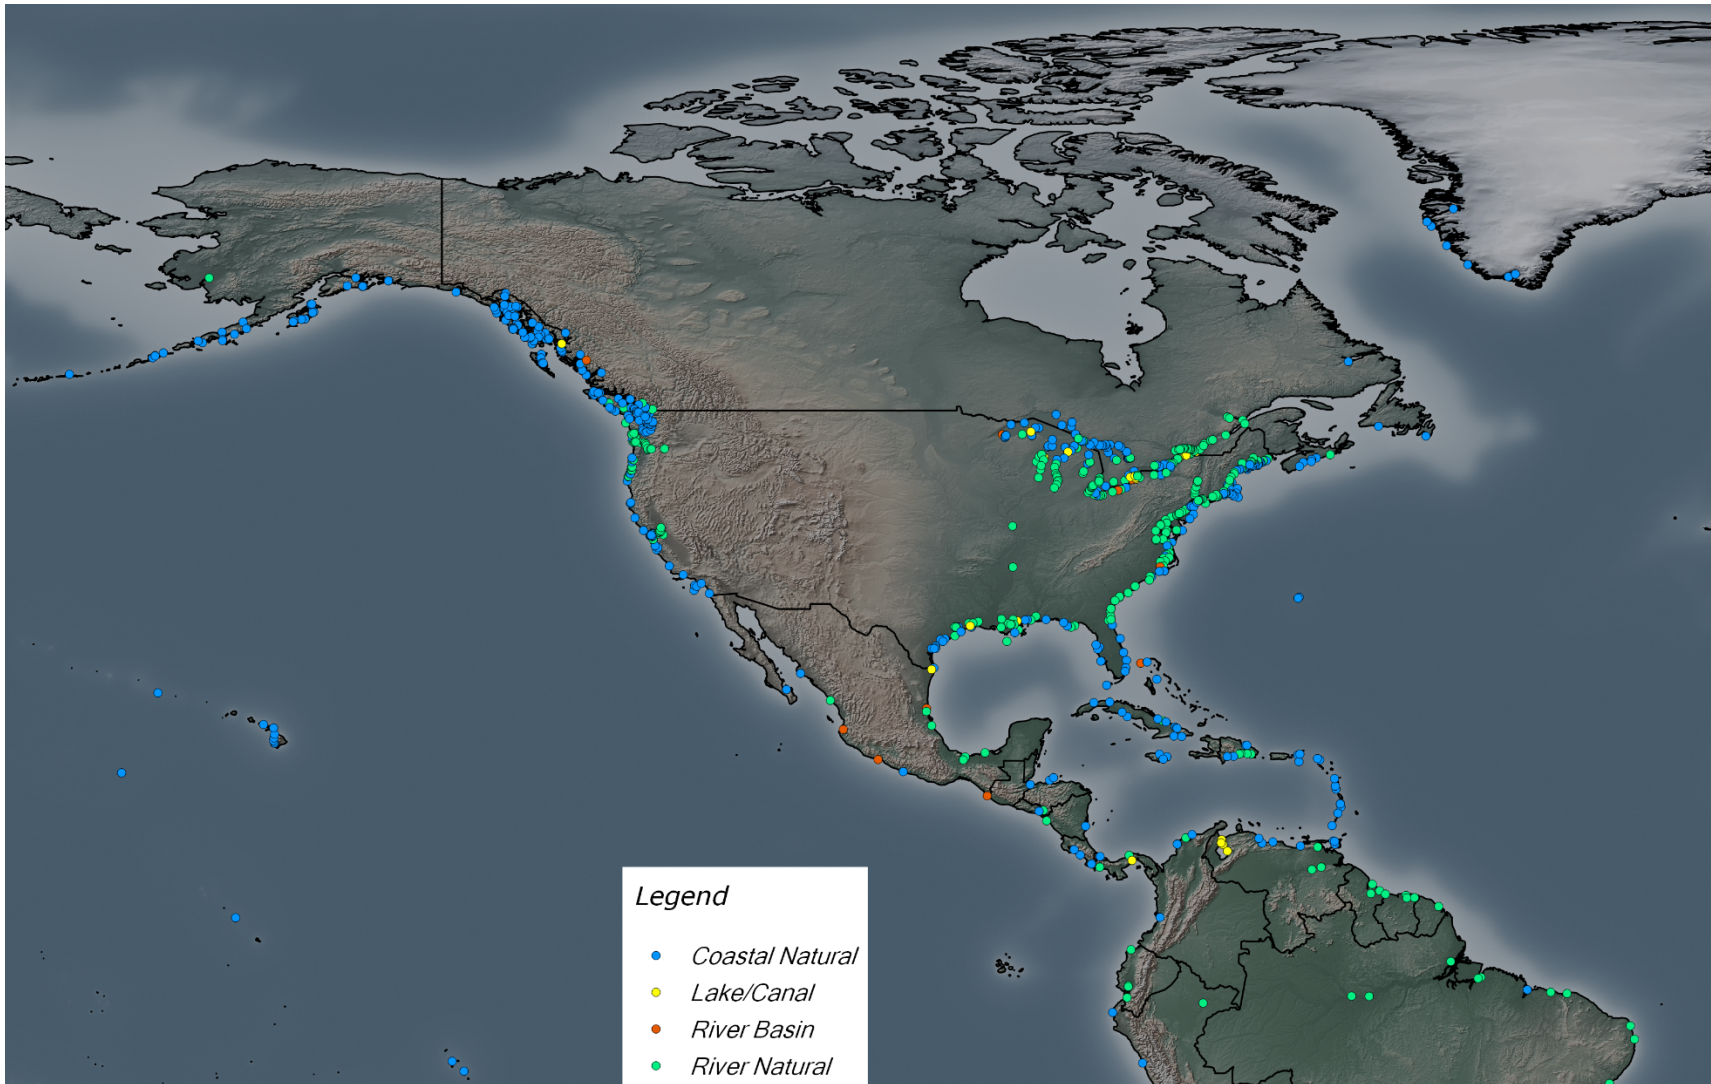 Legend
Coastal Natural
Lake/Canal
River Basin
River Natural